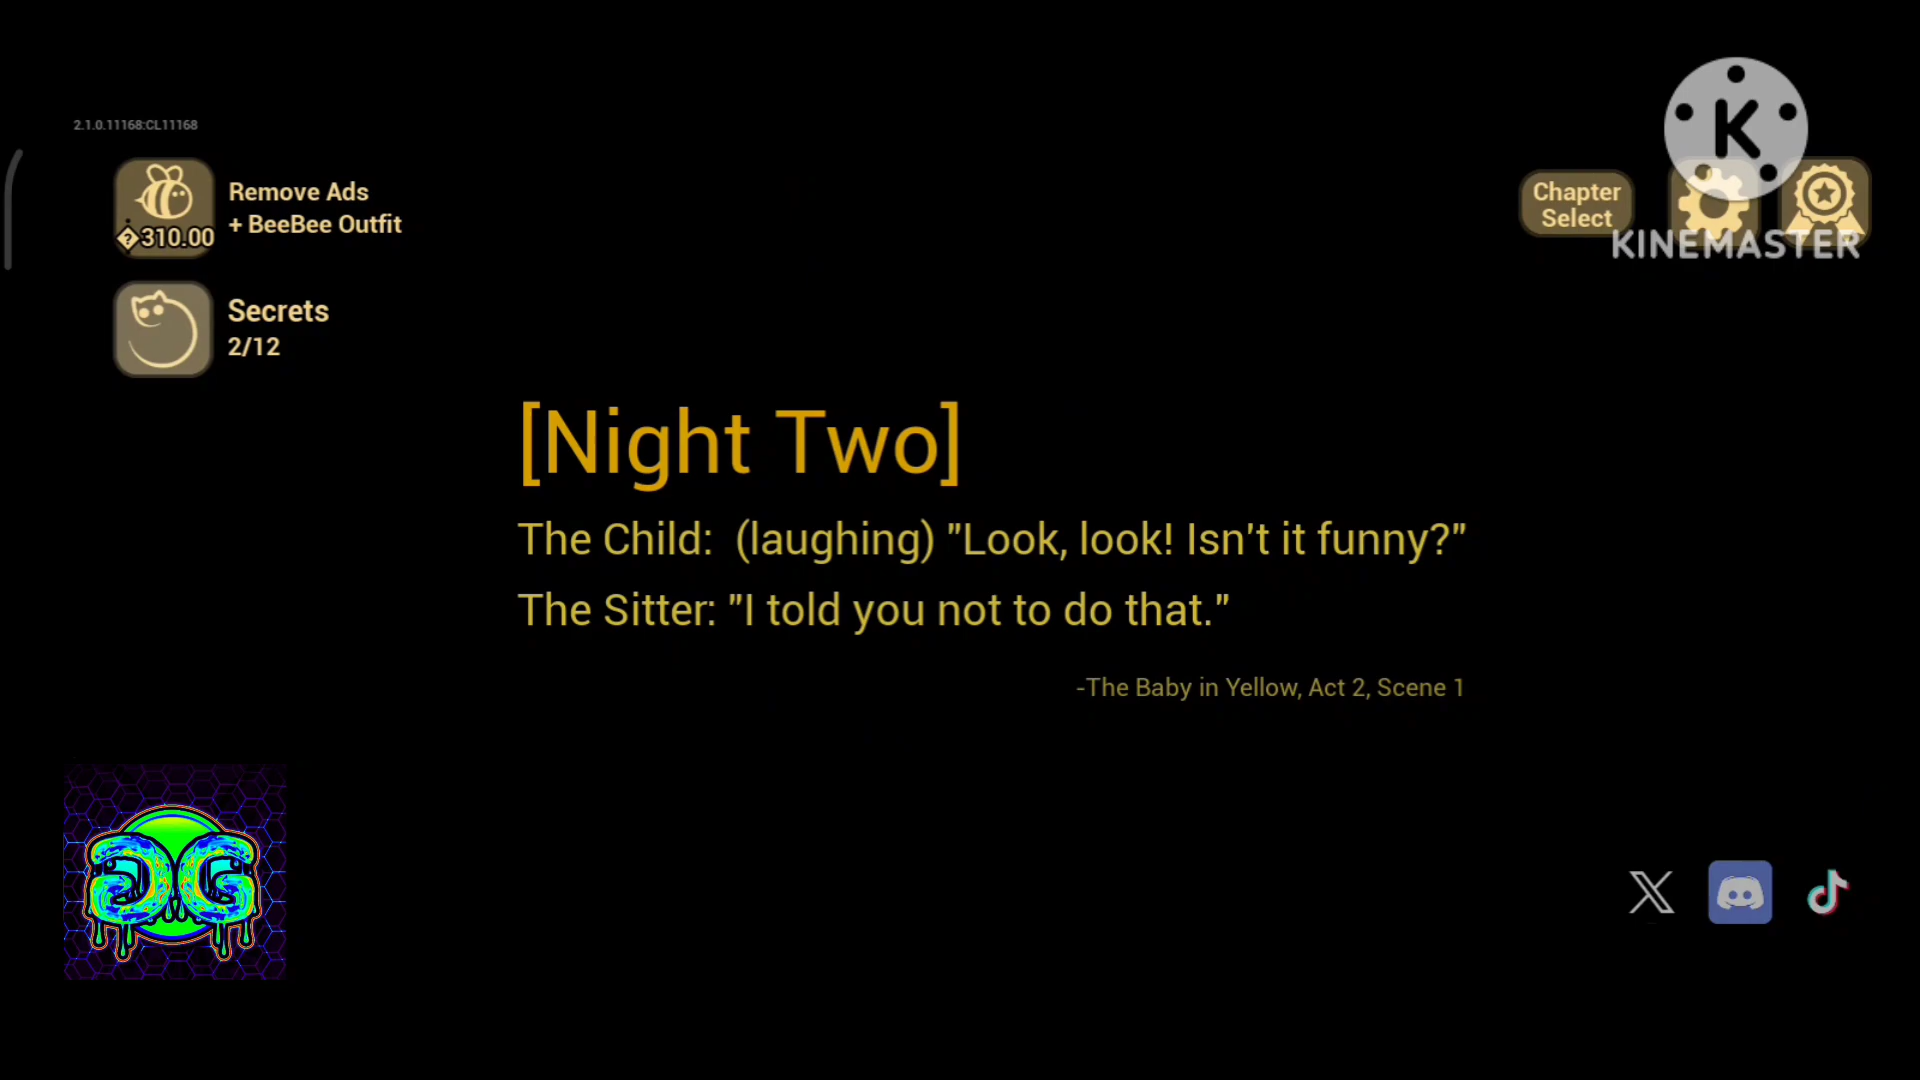 2.1.0.11168:CL11168
Remove Ads
+ BeeBee Outfit
310.00
Secrets
2/12
Chapter
Select
K
KINEMASTER
[Night Two]
The Child:  (laughing) "Look, look! Isn't it funny?"
The Sitter: "I told you not to do that."
-The Baby in Yellow, Act 2, Scene 1
GG